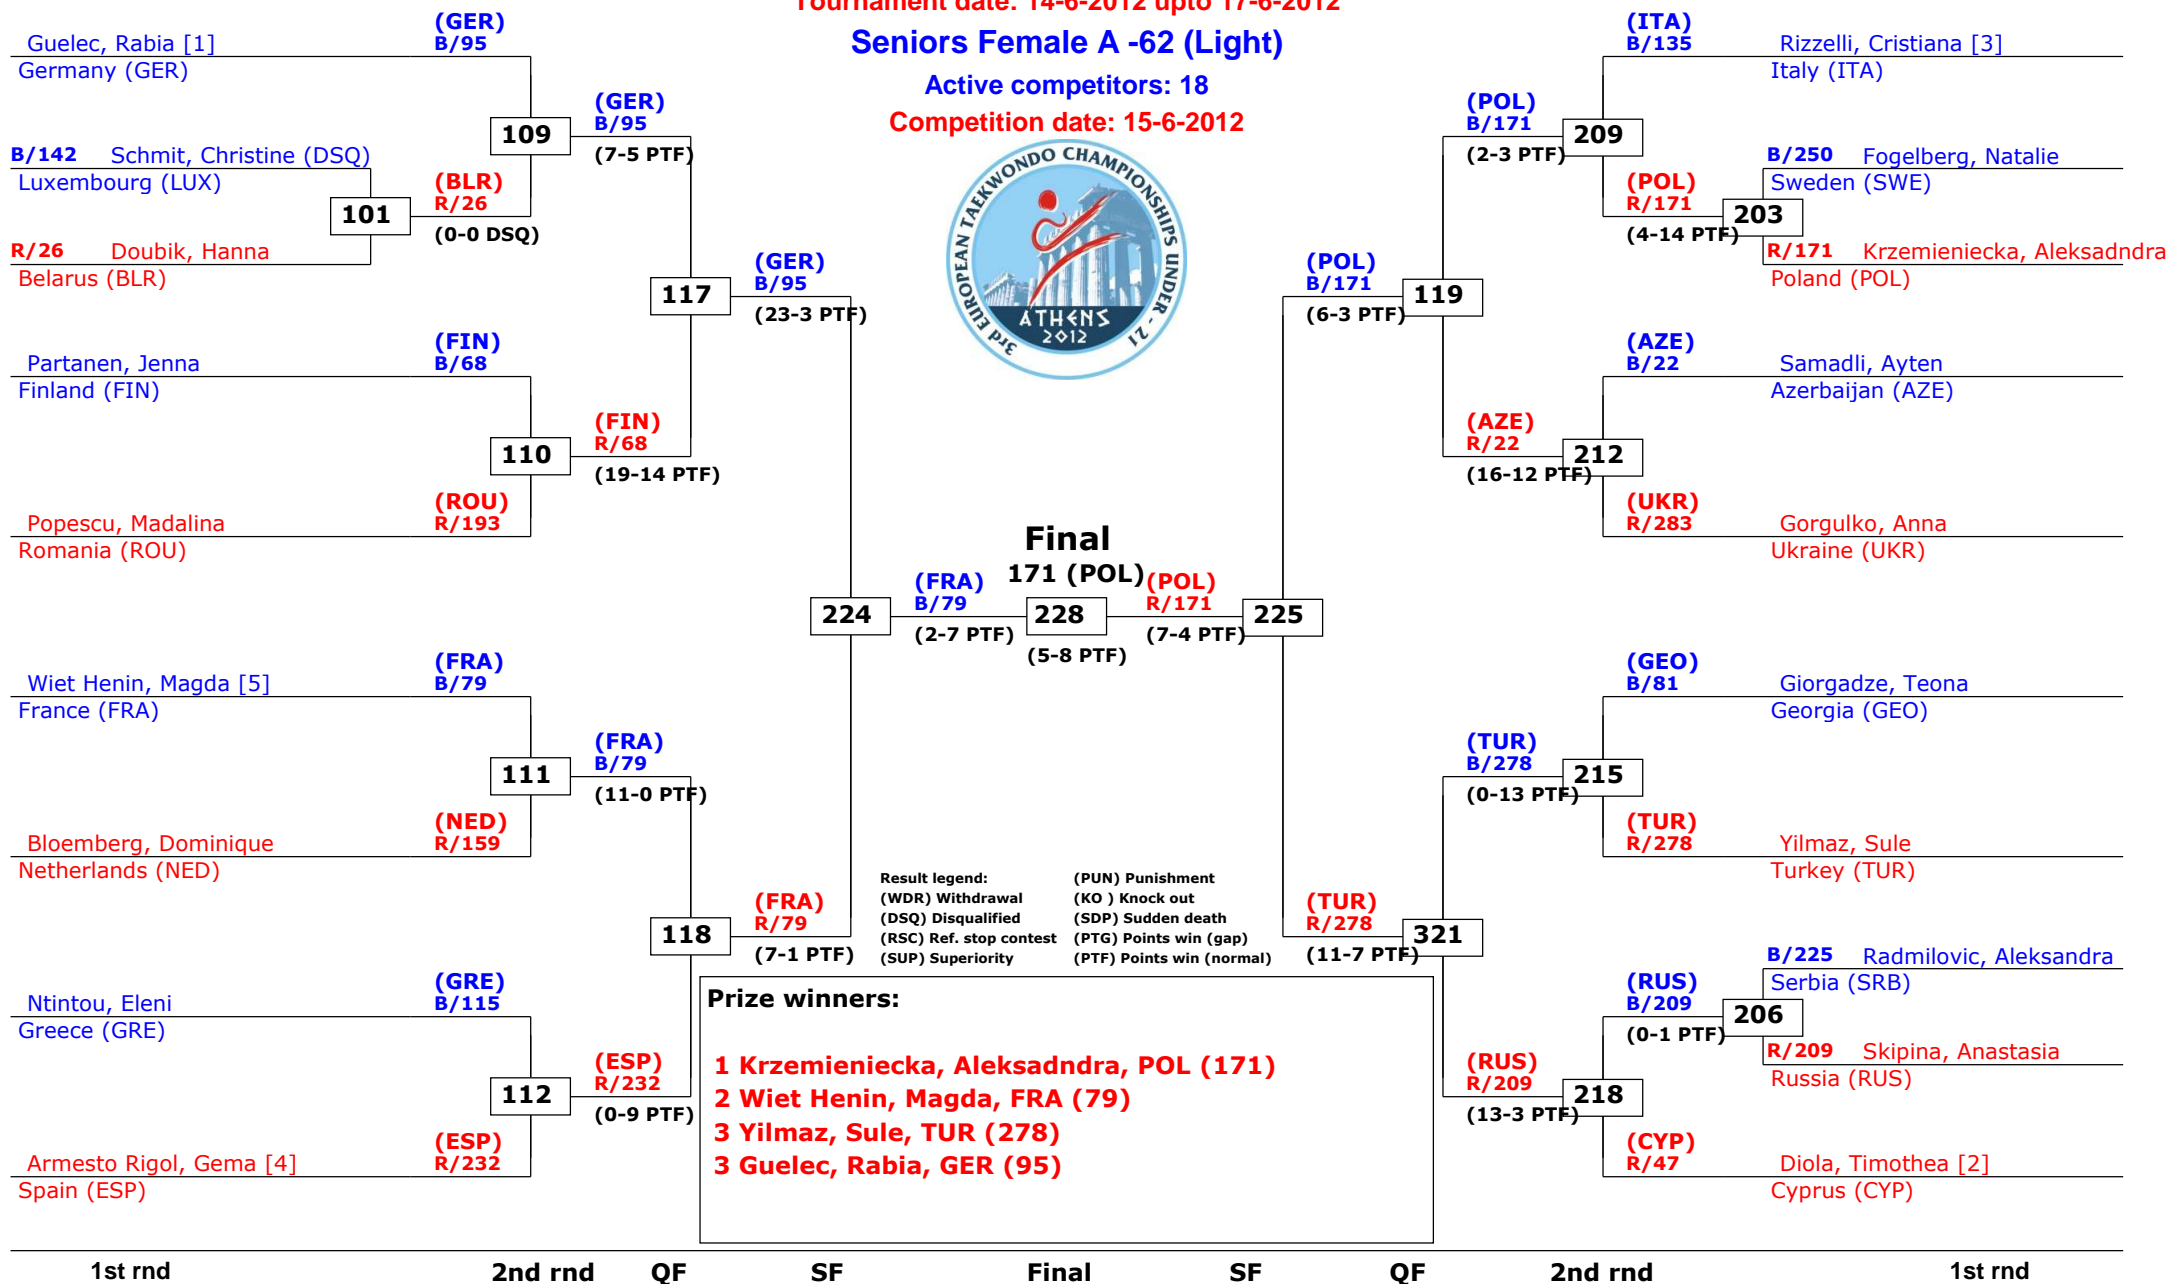 Tournament date: 14-6-2012 upto 17-6-2012
Seniors Female A -62 (Light)
Active competitors: 18
Competition date: 15-6-2012
3rd EUROPEAN TAEKWONDO CHAMPIONSHIPS UNDER - 21
ATHENS
2012
Guelec, Rabia [1]
Germany (GER)
(GER)
B/95
B/142 Schmit, Christine (DSQ)
Luxembourg (LUX)
101
R/26 Doubik, Hanna
Belarus (BLR)
(BLR)
R/26
(0-0 DSQ)
109
(GER)
B/95
(7-5 PTF)
Partanen, Jenna
Finland (FIN)
(FIN)
B/68
110
Popescu, Madalina
Romania (ROU)
(ROU)
R/193
(FIN)
R/68
(19-14 PTF)
117
(GER)
B/95
(23-3 PTF)
Wiet Henin, Magda [5]
France (FRA)
(FRA)
B/79
111
Bloemberg, Dominique
Netherlands (NED)
(NED)
R/159
(FRA)
B/79
(11-0 PTF)
Ntintou, Eleni
Greece (GRE)
(GRE)
B/115
112
Armesto Rigol, Gema [4]
Spain (ESP)
(ESP)
R/232
(ESP)
R/232
(0-9 PTF)
118
(FRA)
R/79
(7-1 PTF)
224
(FRA)
B/79
(2-7 PTF)
Final
171 (POL)
228
(5-8 PTF)
(POL)
R/171
(7-4 PTF)
225
(POL)
B/171
(6-3 PTF)
119
(POL)
B/171
(2-3 PTF)
209
(ITA)
B/135
Rizzelli, Cristiana [3]
Italy (ITA)
(POL)
R/171
(4-14 PTF)
203
B/250 Fogelberg, Natalie
Sweden (SWE)
R/171 Krzemieniecka, Aleksadndra
Poland (POL)
(AZE)
R/22
(16-12 PTF)
212
(AZE)
B/22
Samadli, Ayten
Azerbaijan (AZE)
(UKR)
R/283
Gorgulko, Anna
Ukraine (UKR)
(TUR)
R/278
(11-7 PTF)
321
(TUR)
B/278
(0-13 PTF)
215
(GEO)
B/81
Giorgadze, Teona
Georgia (GEO)
(TUR)
R/278
Yilmaz, Sule
Turkey (TUR)
(RUS)
R/209
(13-3 PTF)
218
(RUS)
B/209
(0-1 PTF)
206
B/225 Radmilovic, Aleksandra
Serbia (SRB)
R/209 Skipina, Anastasia
Russia (RUS)
(CYP)
R/47
Diola, Timothea [2]
Cyprus (CYP)
Result legend: (PUN) Punishment
(WDR) Withdrawal (KO ) Knock out
(DSQ) Disqualified (SDP) Sudden death
(RSC) Ref. stop contest (PTG) Points win (gap)
(SUP) Superiority (PTF) Points win (normal)
Prize winners:
1 Krzemieniecka, Aleksadndra, POL (171)
2 Wiet Henin, Magda, FRA (79)
3 Yilmaz, Sule, TUR (278)
3 Guelec, Rabia, GER (95)
1st rnd 2nd rnd QF SF Final SF QF 2nd rnd 1st rnd